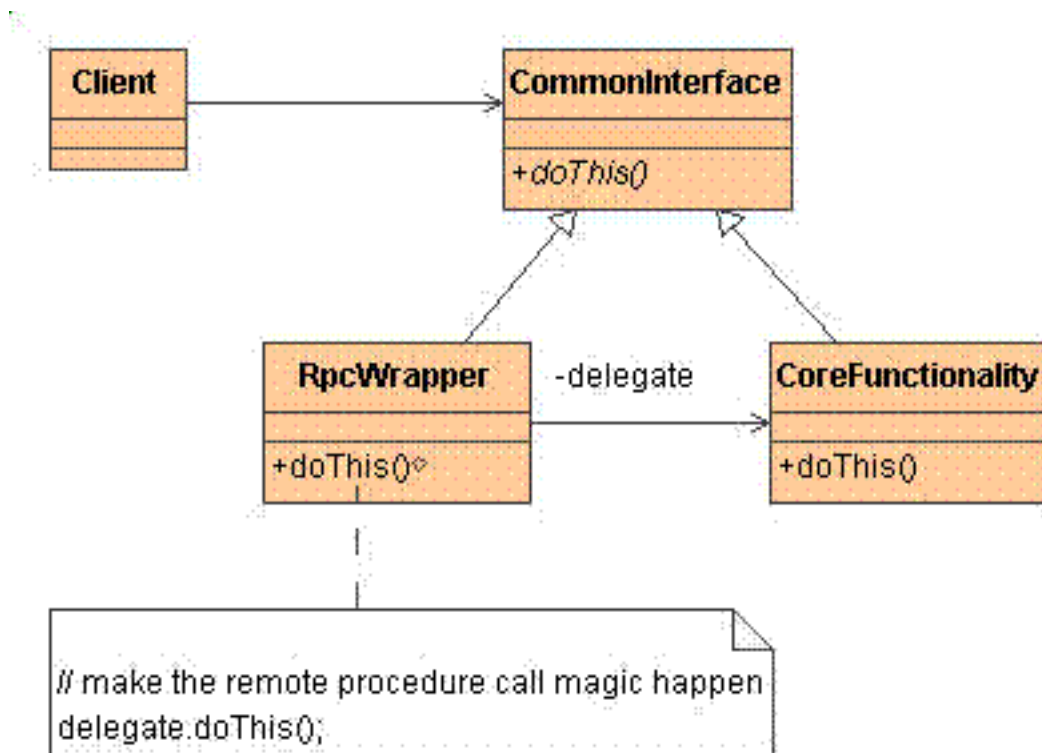 Client
CommonInterface
+doThis()
RpcWrapper
-delegate
CoreFunctionality
+doThis()
+doThis()
// make the remote procedure call magic happen
delegate.doThis();